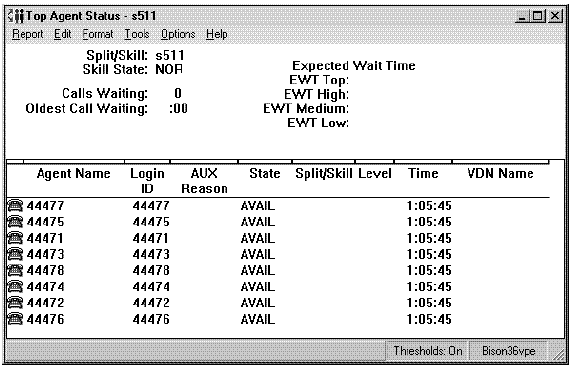 Top Agent Status - s511
Report Edit Format Tools Options Help
Split/Skill: s511
Skill State: NOR
Calls Waiting: 0
Oldest Call Waiting: :00
Expected Wait Time
EWT Top:
EWT High:
EWT Medium:
EWT Low:
Agent Name Login ID AUX Reason State Split/Skill Level Time VDN Name
44477 44477 AVAIL 1:05:45
44475 44475 AVAIL 1:05:45
44471 44471 AVAIL 1:05:45
44473 44473 AVAIL 1:05:45
44478 44478 AVAIL 1:05:45
44474 44474 AVAIL 1:05:45
44472 44472 AVAIL 1:05:45
44476 44476 AVAIL 1:05:45
Thresholds: On Bison36vpe